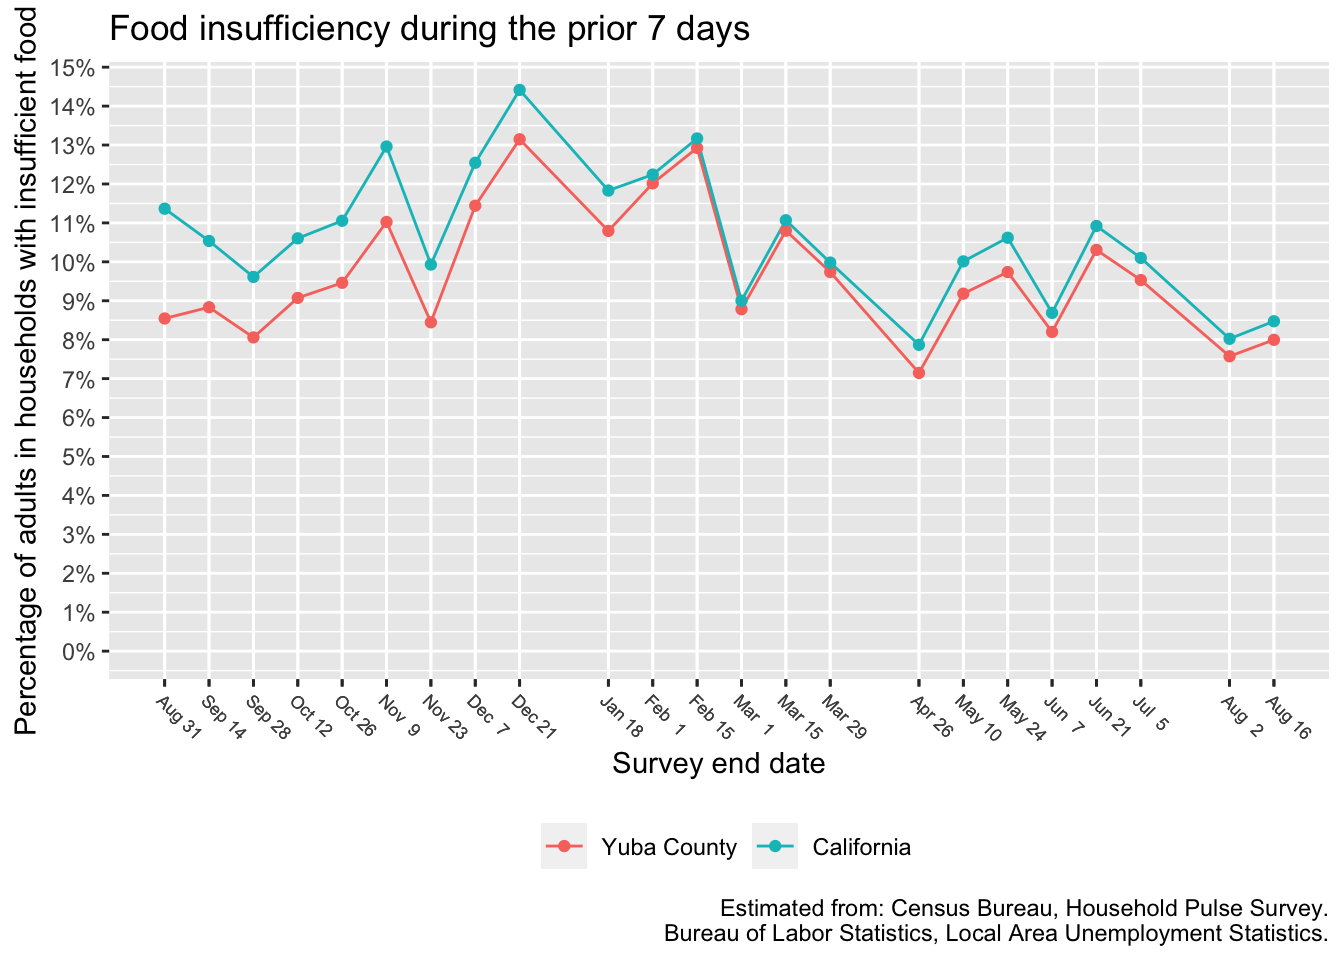 Food insufficiency during the prior 7 days
Percentage of adults in households with insufficient food
15%
14%
13%
12%
11%
10%
9%
8%
7%
6%
5%
4%
3%
2%
1%
0%
Aug 31
Sep 14
Sep 28
Oct 12
Oct 26
Nov 9
Nov 23
Dec 7
Dec 21
Jan 18
Feb 1
Feb 15
Mar 1
Mar 15
Mar 29
Apr 26
May 10
May 24
Jun 7
Jun 21
Jul 5
Aug 2
Aug 16
Survey end date
Yuba County
California
Estimated from: Census Bureau, Household Pulse Survey.
Bureau of Labor Statistics, Local Area Unemployment Statistics.